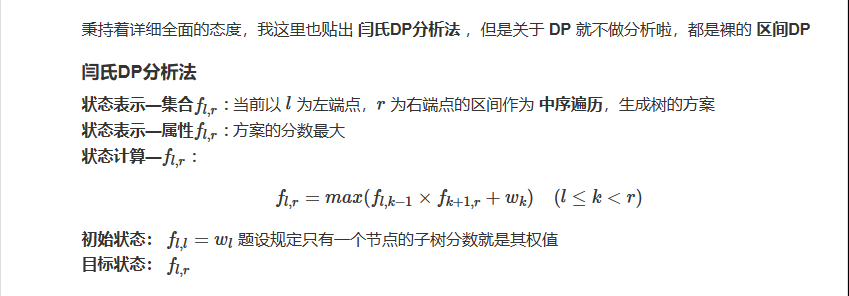 秉持着详细全面的态度，我这里也贴出 闫氏DP分析法 ，但是关于 DP 就不做分析啦，都是裸的 区间DP
闫氏DP分析法
状态表示—集合f_{l,r}：当前以 l 为左端点，r 为右端点的区间作为 中序遍历，生成树的方案
状态表示—属性f_{l,r}：方案的分数最大
状态计算—f_{l,r}：
f_{l,r} = max(f_{l,k−1} × f_{k+1,r} + w_k) (l ≤ k < r)
初始状态： f_{l,l} = w_l 题设规定只有一个节点的子树分数就是其权值
目标状态： f_{l,r}